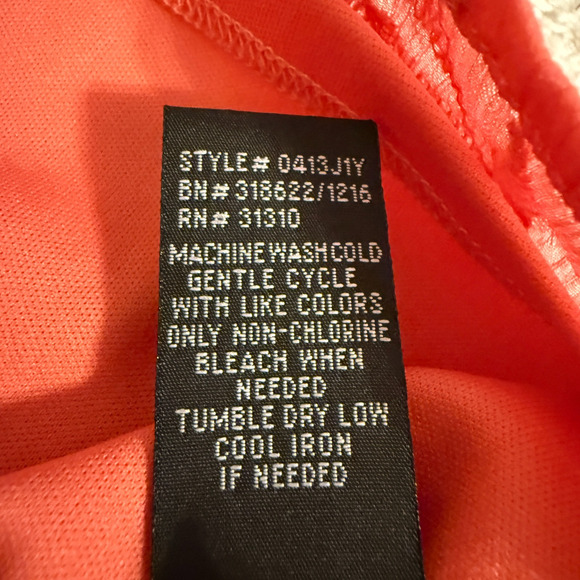 STYLE# 0413J1Y
BN# 318622/1216
RN# 31310
MACHINE WASH COLD
GENTLE CYCLE
WITH LIKE COLORS
ONLY NON-CHLORINE
BLEACH WHEN
NEEDED
TUMBLE DRY LOW
COOL IRON
IF NEEDED